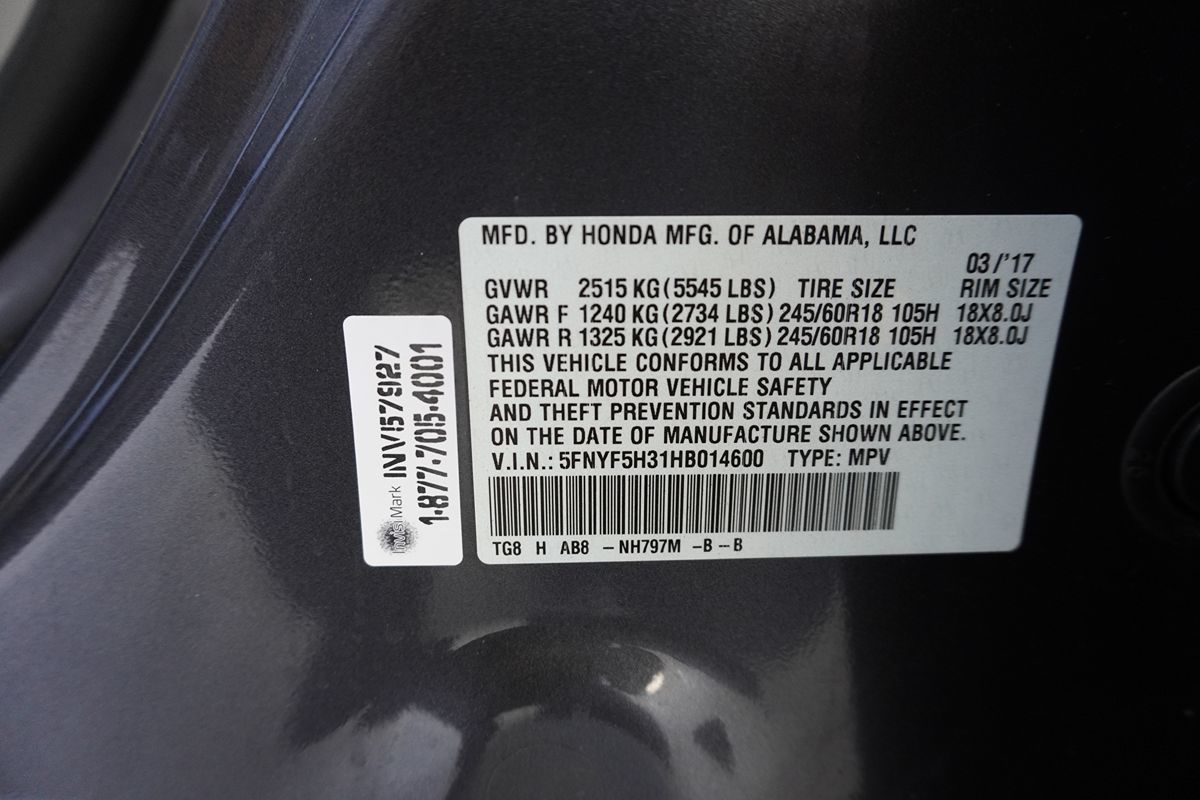 MFD. BY HONDA MFG. OF ALABAMA, LLC
03/'17
GVWR 2515 KG (5545 LBS) TIRE SIZE RIM SIZE
GAWR F 1240 KG (2734 LBS) 245/60R18 105H 18X8.0J
GAWR R 1325 KG (2921 LBS) 245/60R18 105H 18X8.0J
THIS VEHICLE CONFORMS TO ALL APPLICABLE
FEDERAL MOTOR VEHICLE SAFETY
AND THEFT PREVENTION STANDARDS IN EFFECT
ON THE DATE OF MANUFACTURE SHOWN ABOVE.
V.I.N.: 5FNYF5H31HB014600 TYPE: MPV
TG8 H AB8 -NH797M -B--B
InvisiMark INV57927
1-877-705-4001